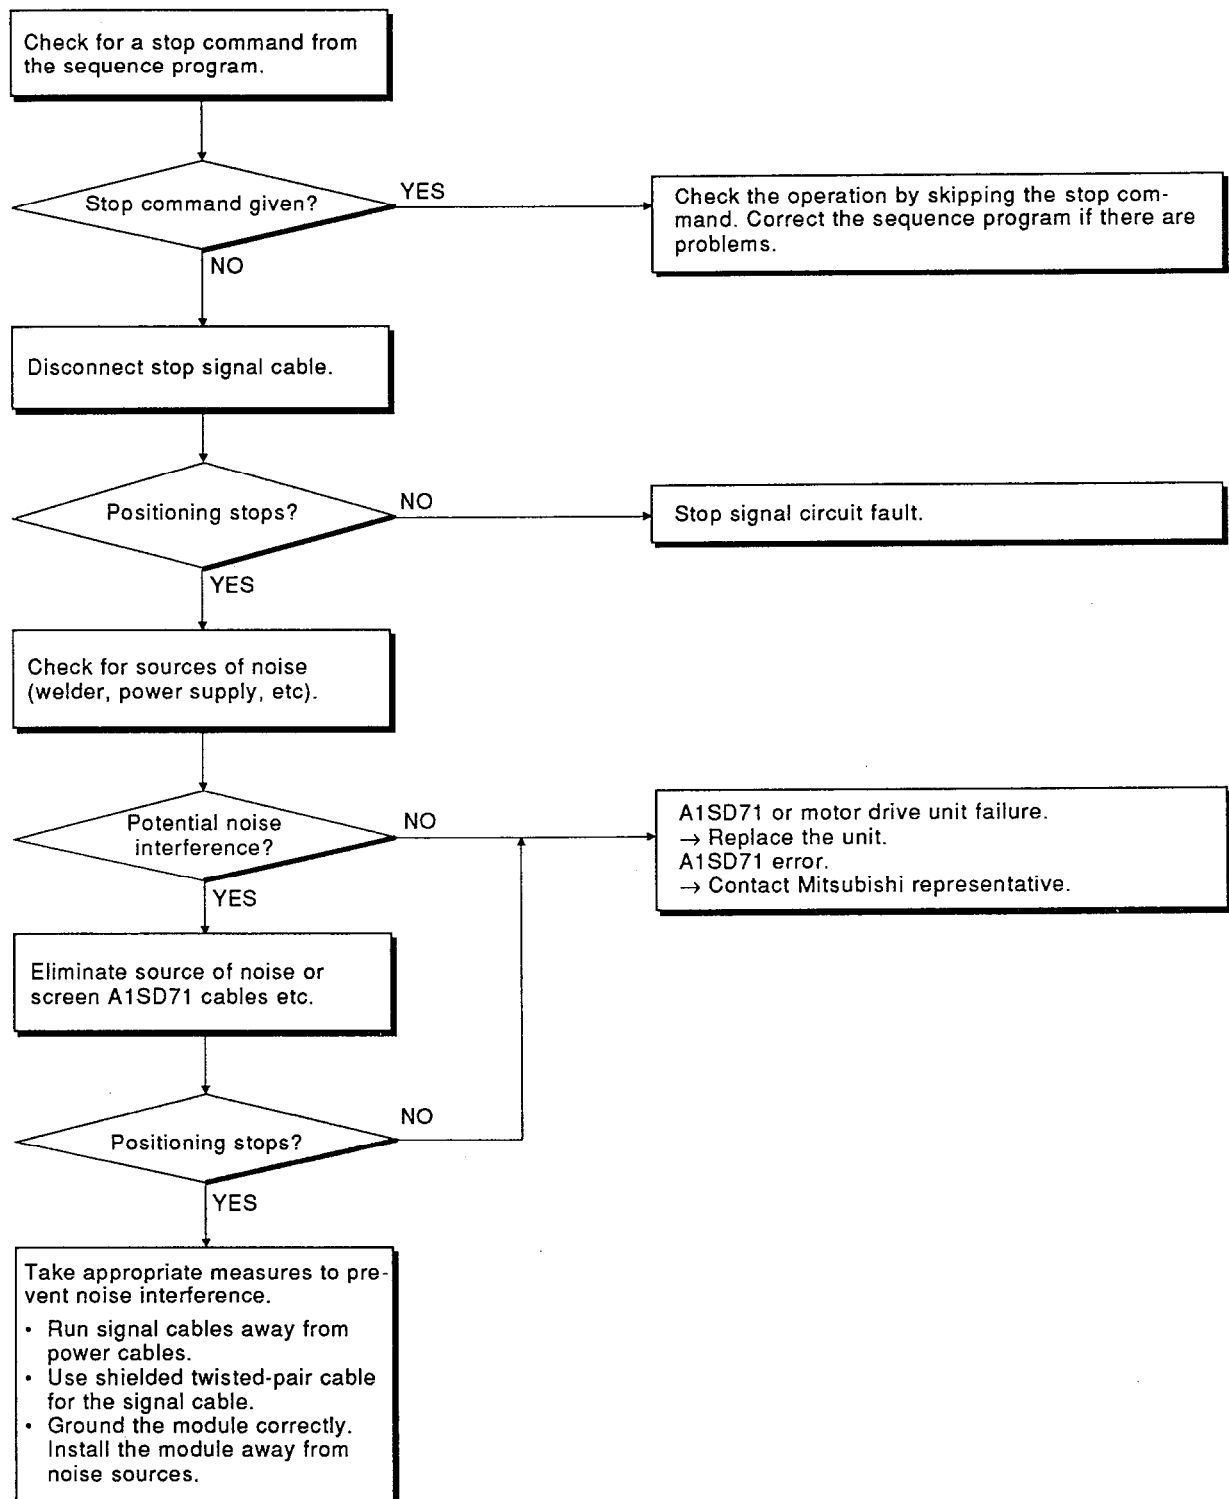 Check for a stop command from
the sequence program.
Stop command given?
YES
Check the operation by skipping the stop com-
mand. Correct the sequence program if there are
problems.
NO
Disconnect stop signal cable.
Positioning stops?
NO
Stop signal circuit fault.
YES
Check for sources of noise
(welder, power supply, etc).
Potential noise
interference?
NO
A1SD71 or motor drive unit failure.
→ Replace the unit.
A1SD71 error.
→ Contact Mitsubishi representative.
YES
Eliminate source of noise or
screen A1SD71 cables etc.
Positioning stops?
NO
YES
Take appropriate measures to pre-
vent noise interference.
• Run signal cables away from
power cables.
• Use shielded twisted-pair cable
for the signal cable.
• Ground the module correctly.
Install the module away from
noise sources.